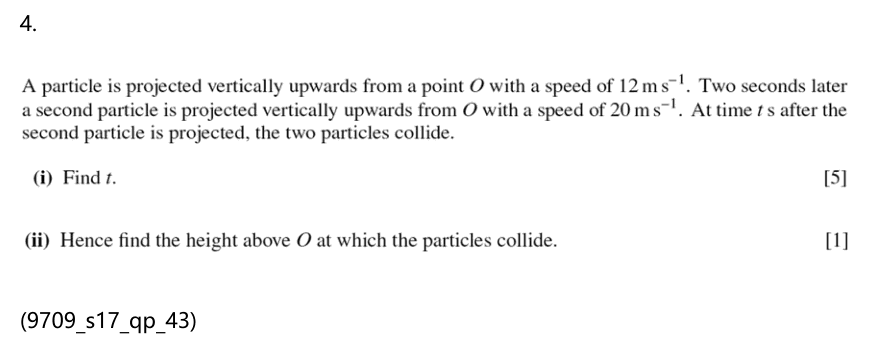 4.
A particle is projected vertically upwards from a point O with a speed of 12 m s⁻¹. Two seconds later
a second particle is projected vertically upwards from O with a speed of 20 m s⁻¹. At time t s after the
second particle is projected, the two particles collide.
(i) Find t. [5]
(ii) Hence find the height above O at which the particles collide. [1]
(9709_s17_qp_43)